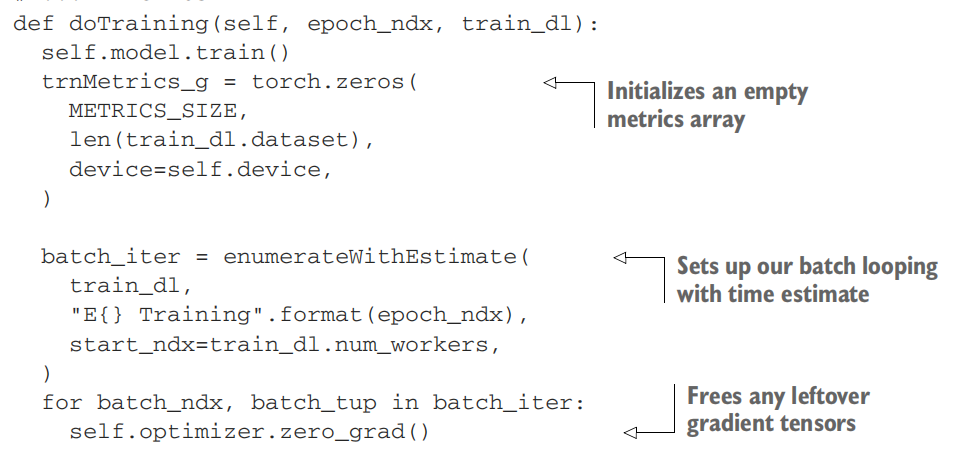 def doTraining(self, epoch_ndx, train_dl):
  self.model.train()
  trnMetrics_g = torch.zeros(
Initializes an empty
metrics array
    METRICS_SIZE,
    len(train_dl.dataset),
    device=self.device,
  )
  batch_iter = enumerateWithEstimate(
Sets up our batch looping
with time estimate
    train_dl,
    "E{} Training".format(epoch_ndx),
    start_ndx=train_dl.num_workers,
  )
  for batch_ndx, batch_tup in batch_iter:
    self.optimizer.zero_grad()
Frees any leftover
gradient tensors